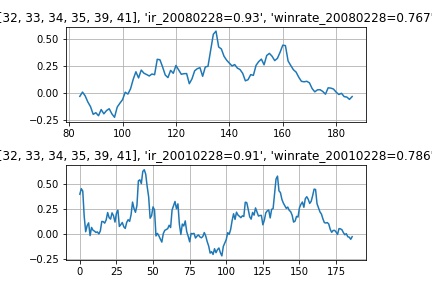 [32, 33, 34, 35, 39, 41], 'ir_20080228=0.93', 'winrate_20080228=0.767'
0.50
0.25
0.00
−0.25
80 100 120 140 160 180
[32, 33, 34, 35, 39, 41], 'ir_20010228=0.91', 'winrate_20010228=0.786'
0.50
0.25
0.00
−0.25
0 25 50 75 100 125 150 175